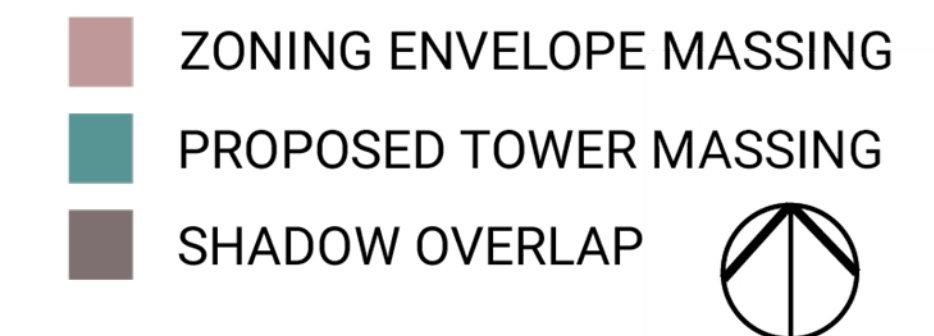 ZONING ENVELOPE MASSING
PROPOSED TOWER MASSING
SHADOW OVERLAP